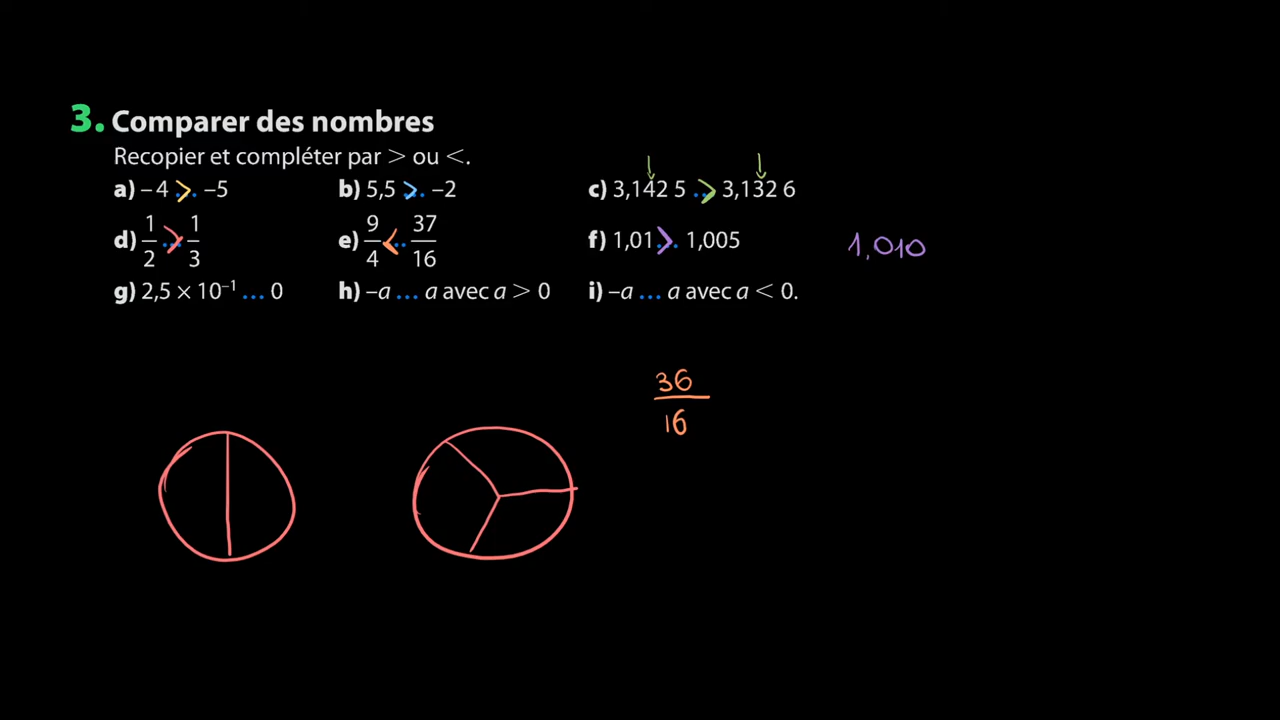 3. Comparer des nombres
Recopier et compléter par > ou <.
a) –4 > –5 b) 5,5 > –2 c) 3,142 5 > 3,132 6
d) 1/2 > 1/3 e) 9/4 < 37/16 f) 1,01 > 1,005 1,010
g) 2,5 × 10⁻¹ ... 0 h) –a ... a avec a > 0 i) –a ... a avec a < 0.
36
16